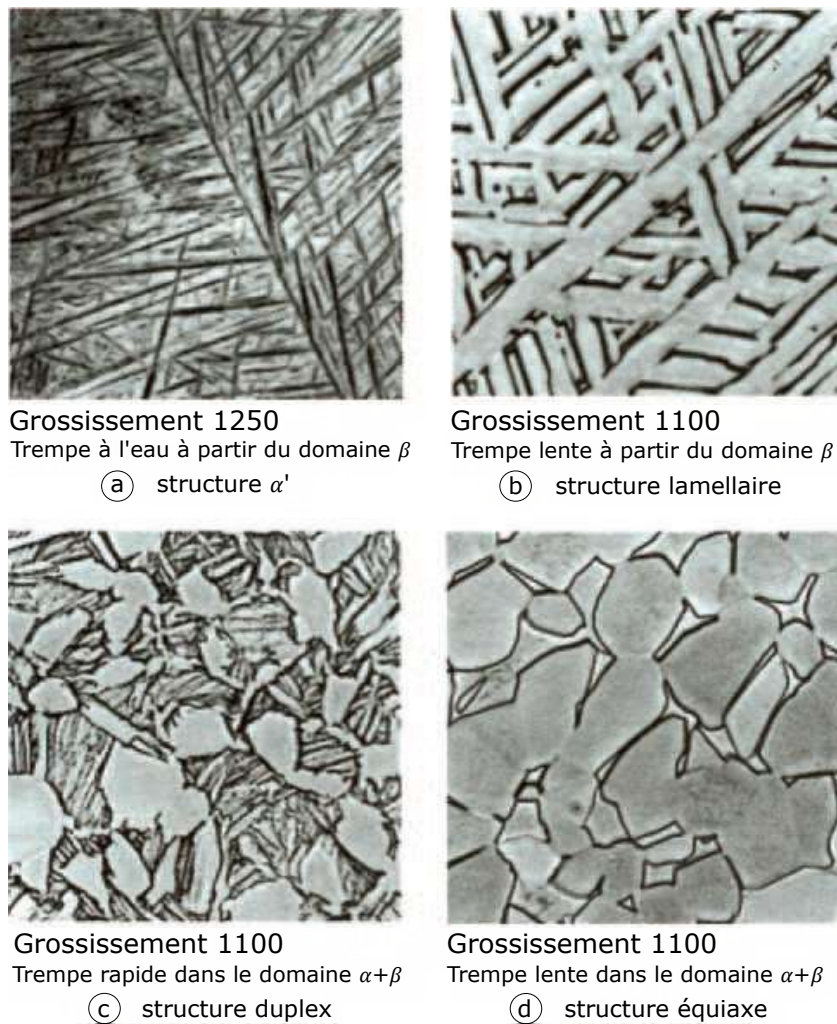 Grossissement 1250
Trempe à l'eau à partir du domaine β
a structure α'
Grossissement 1100
Trempe lente à partir du domaine β
b structure lamellaire
Grossissement 1100
Trempe rapide dans le domaine α+β
c structure duplex
Grossissement 1100
Trempe lente dans le domaine α+β
d structure équiaxe